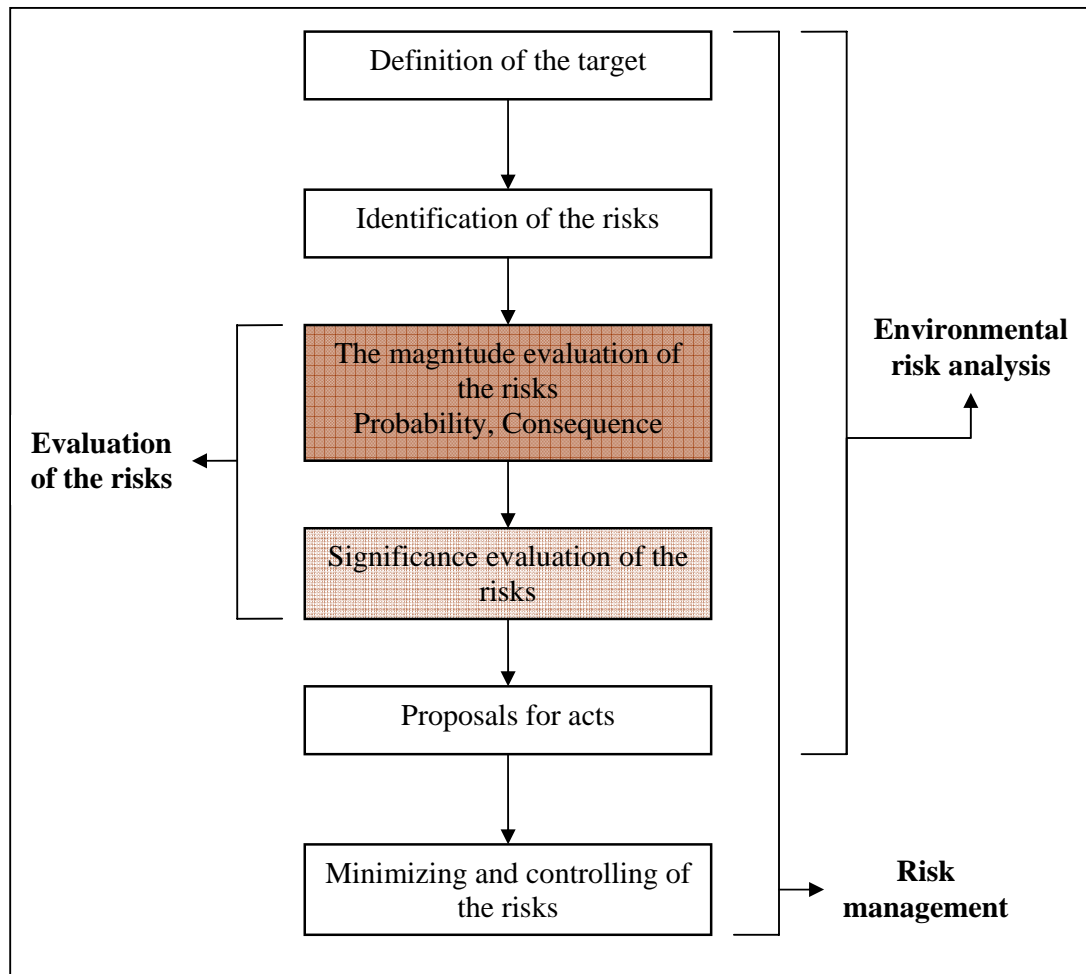 Definition of the target
Identification of the risks
The magnitude evaluation of
the risks
Probability, Consequence
Environmental
risk analysis
Evaluation
of the risks
Significance evaluation of the
risks
Proposals for acts
Minimizing and controlling of
the risks
Risk
management